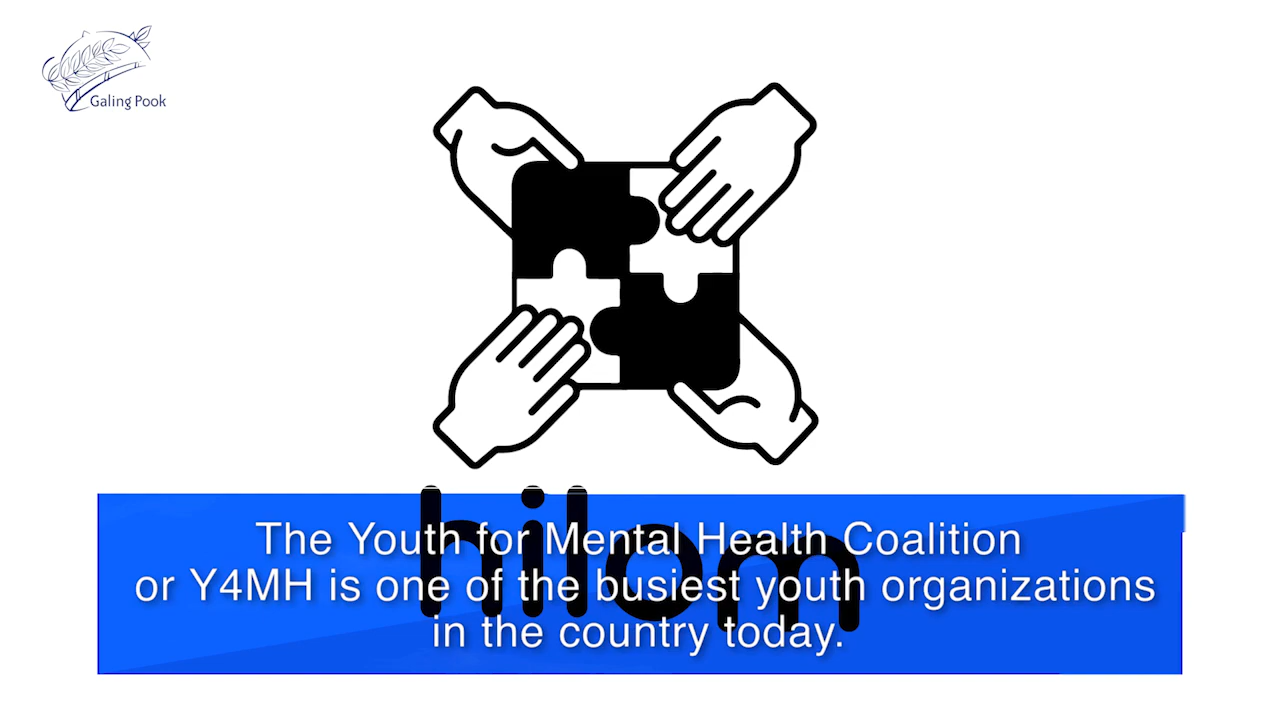 Galing Pook
hilom
The Youth for Mental Health Coalition
or Y4MH is one of the busiest youth organizations
in the country today.